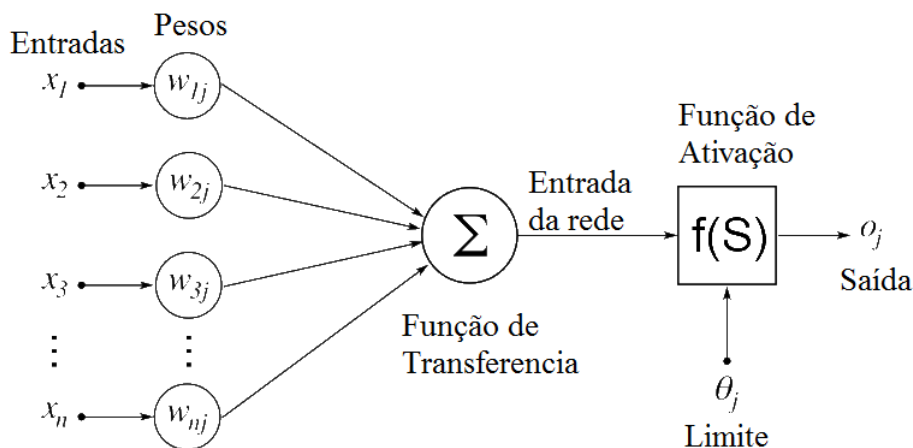 Entradas
Pesos
x₁
w₁ⱼ
x₂
w₂ⱼ
x₃
w₃ⱼ
⋮
⋮
xₙ
wₙⱼ
Σ
Função de
Transferencia
Entrada
da rede
Função de
Ativação
f(S)
oⱼ
Saída
θⱼ
Limite